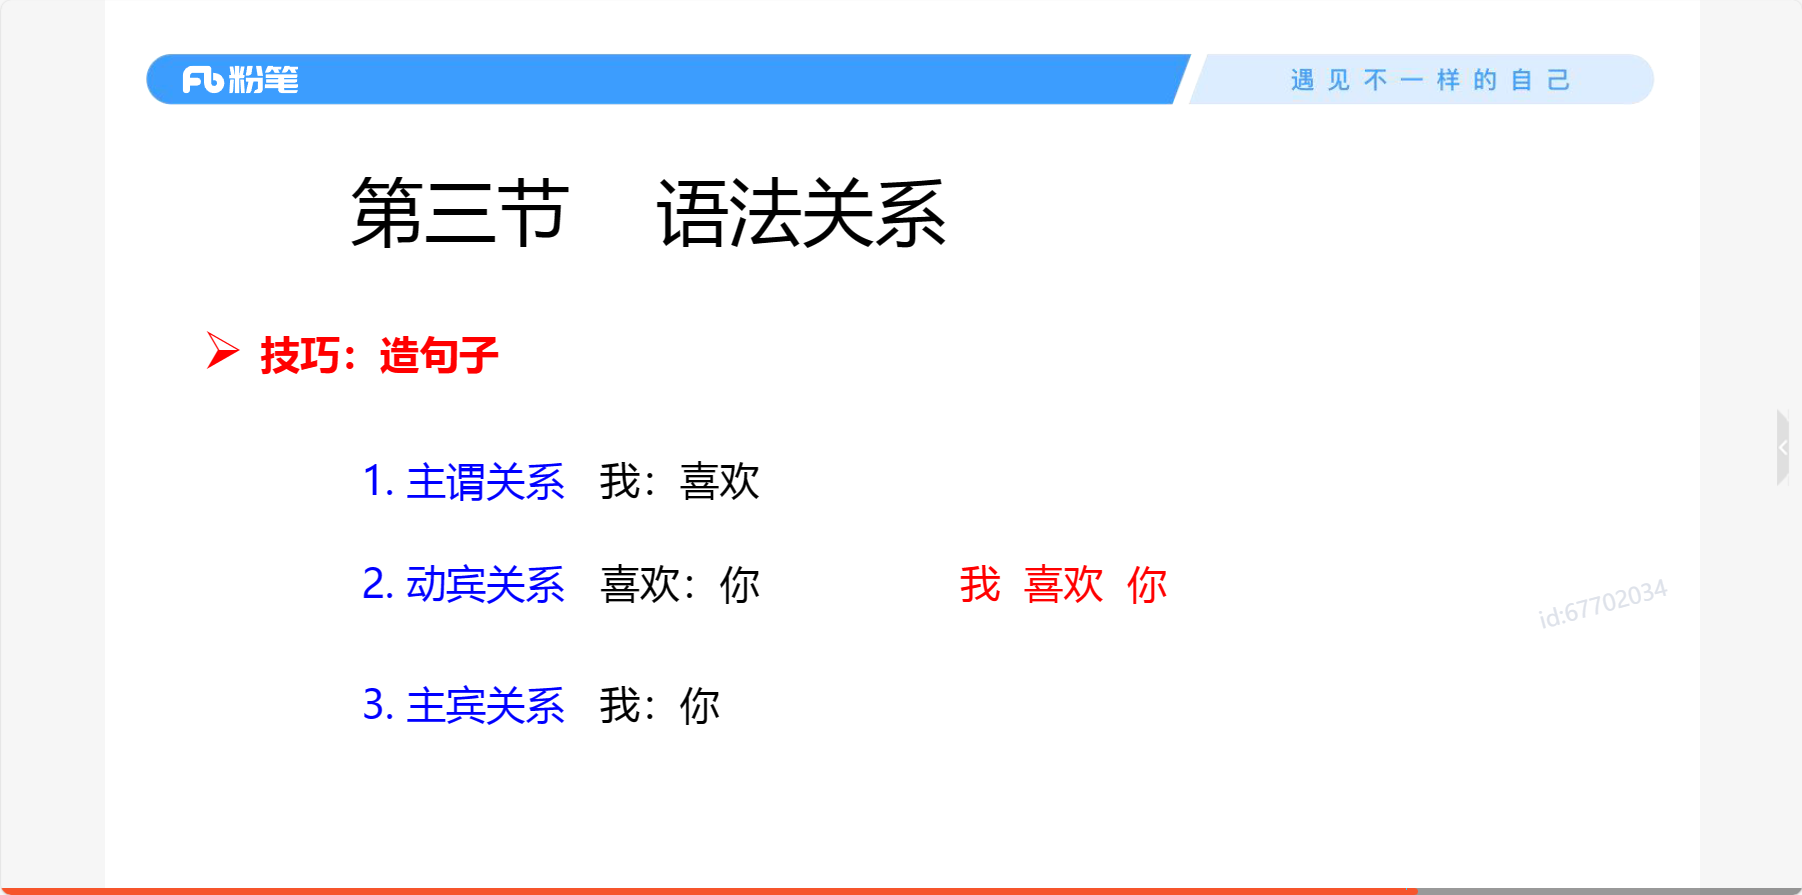 粉笔
遇见不一样的自己
第三节 语法关系
技巧：造句子
1. 主谓关系 我：喜欢
2. 动宾关系 喜欢：你 我 喜欢 你
id:67702034
3. 主宾关系 我：你